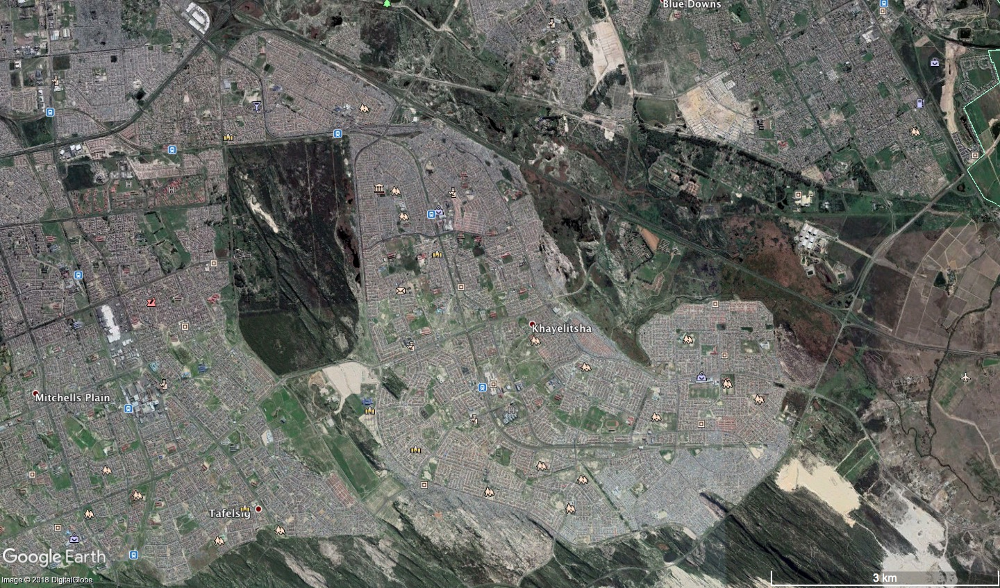 Blue Downs
Khayelitsha
Mitchells Plain
Tafelsig
Google Earth
Image © 2018 DigitalGlobe
3 km